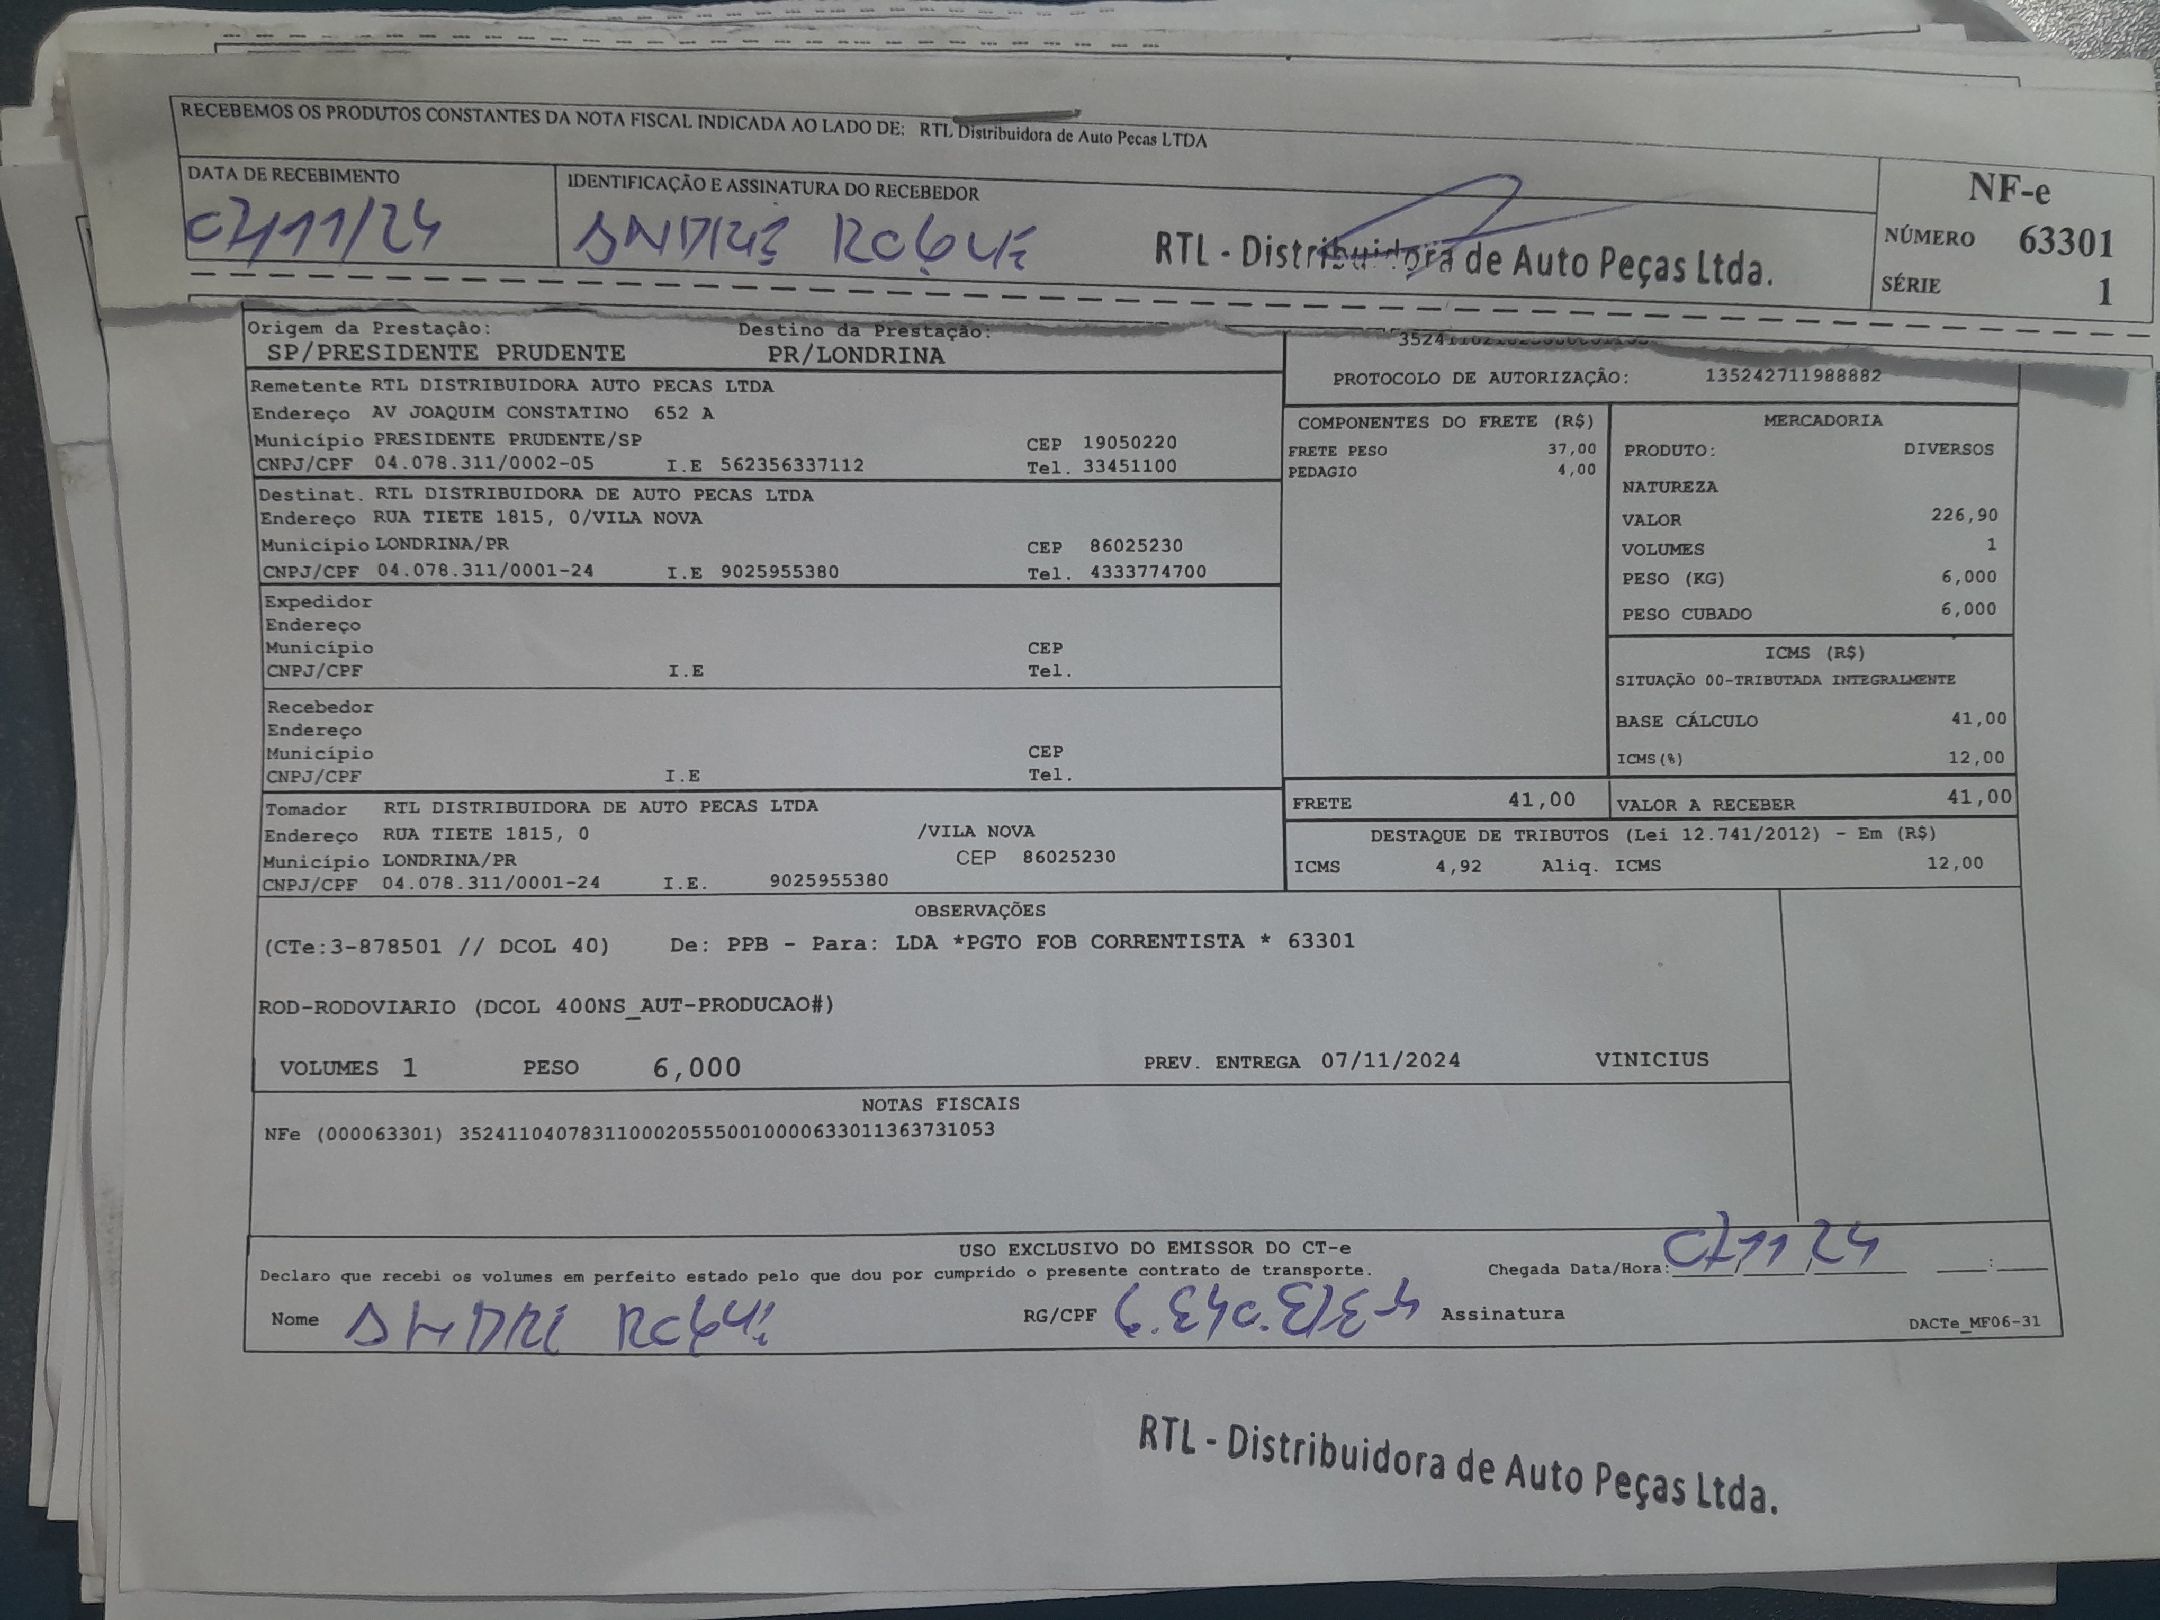 RECEBEMOS OS PRODUTOS CONSTANTES DA NOTA FISCAL INDICADA AO LADO DE: RTL Distribuidora de Auto Pecas LTDA
DATA DE RECEBIMENTO
07/11/24
IDENTIFICAÇÃO E ASSINATURA DO RECEBEDOR
ANDRE ROQUE
RTL - Distribuidora de Auto Peças Ltda.
NF-e
NÚMERO 63301
SÉRIE 1
Origem da Prestação: Destino da Prestação:
SP/PRESIDENTE PRUDENTE PR/LONDRINA
PROTOCOLO DE AUTORIZAÇÃO: 135242711988882
Remetente RTL DISTRIBUIDORA AUTO PECAS LTDA
Endereço AV JOAQUIM CONSTATINO 652 A
Município PRESIDENTE PRUDENTE/SP CEP 19050220
CNPJ/CPF 04.078.311/0002-05 I.E 562356337112 Tel. 33451100
Destinat. RTL DISTRIBUIDORA DE AUTO PECAS LTDA
Endereço RUA TIETE 1815, 0/VILA NOVA
Município LONDRINA/PR CEP 86025230
CNPJ/CPF 04.078.311/0001-24 I.E 9025955380 Tel. 4333774700
Expedidor
Endereço
Município CEP
CNPJ/CPF I.E Tel.
Recebedor
Endereço
Município CEP
CNPJ/CPF I.E Tel.
Tomador RTL DISTRIBUIDORA DE AUTO PECAS LTDA
Endereço RUA TIETE 1815, 0 /VILA NOVA
Município LONDRINA/PR CEP 86025230
CNPJ/CPF 04.078.311/0001-24 I.E. 9025955380
COMPONENTES DO FRETE (R$)
FRETE PESO 37,00
PEDAGIO 4,00
MERCADORIA
PRODUTO: DIVERSOS
NATUREZA
VALOR 226,90
VOLUMES 1
PESO (KG) 6,000
PESO CUBADO 6,000
ICMS (R$)
SITUAÇÃO 00-TRIBUTADA INTEGRALMENTE
BASE CÁLCULO 41,00
ICMS(%) 12,00
FRETE 41,00 VALOR A RECEBER 41,00
DESTAQUE DE TRIBUTOS (Lei 12.741/2012) - Em (R$)
ICMS 4,92 Aliq. ICMS 12,00
OBSERVAÇÕES
(CTe:3-878501 // DCOL 40) De: PPB - Para: LDA *PGTO FOB CORRENTISTA * 63301
ROD-RODOVIARIO (DCOL 400NS_AUT-PRODUCAO#)
VOLUMES 1 PESO 6,000 PREV. ENTREGA 07/11/2024 VINICIUS
NOTAS FISCAIS
NFe (000063301) 35241104078311000205550010000633011363731053
USO EXCLUSIVO DO EMISSOR DO CT-e
Declaro que recebi os volumes em perfeito estado pelo que dou por cumprido o presente contrato de transporte. Chegada Data/Hora: 07/11/24 __:__
Nome ANDRE ROQUE RG/CPF Assinatura
DACTe_MF06-31
RTL - Distribuidora de Auto Peças Ltda.